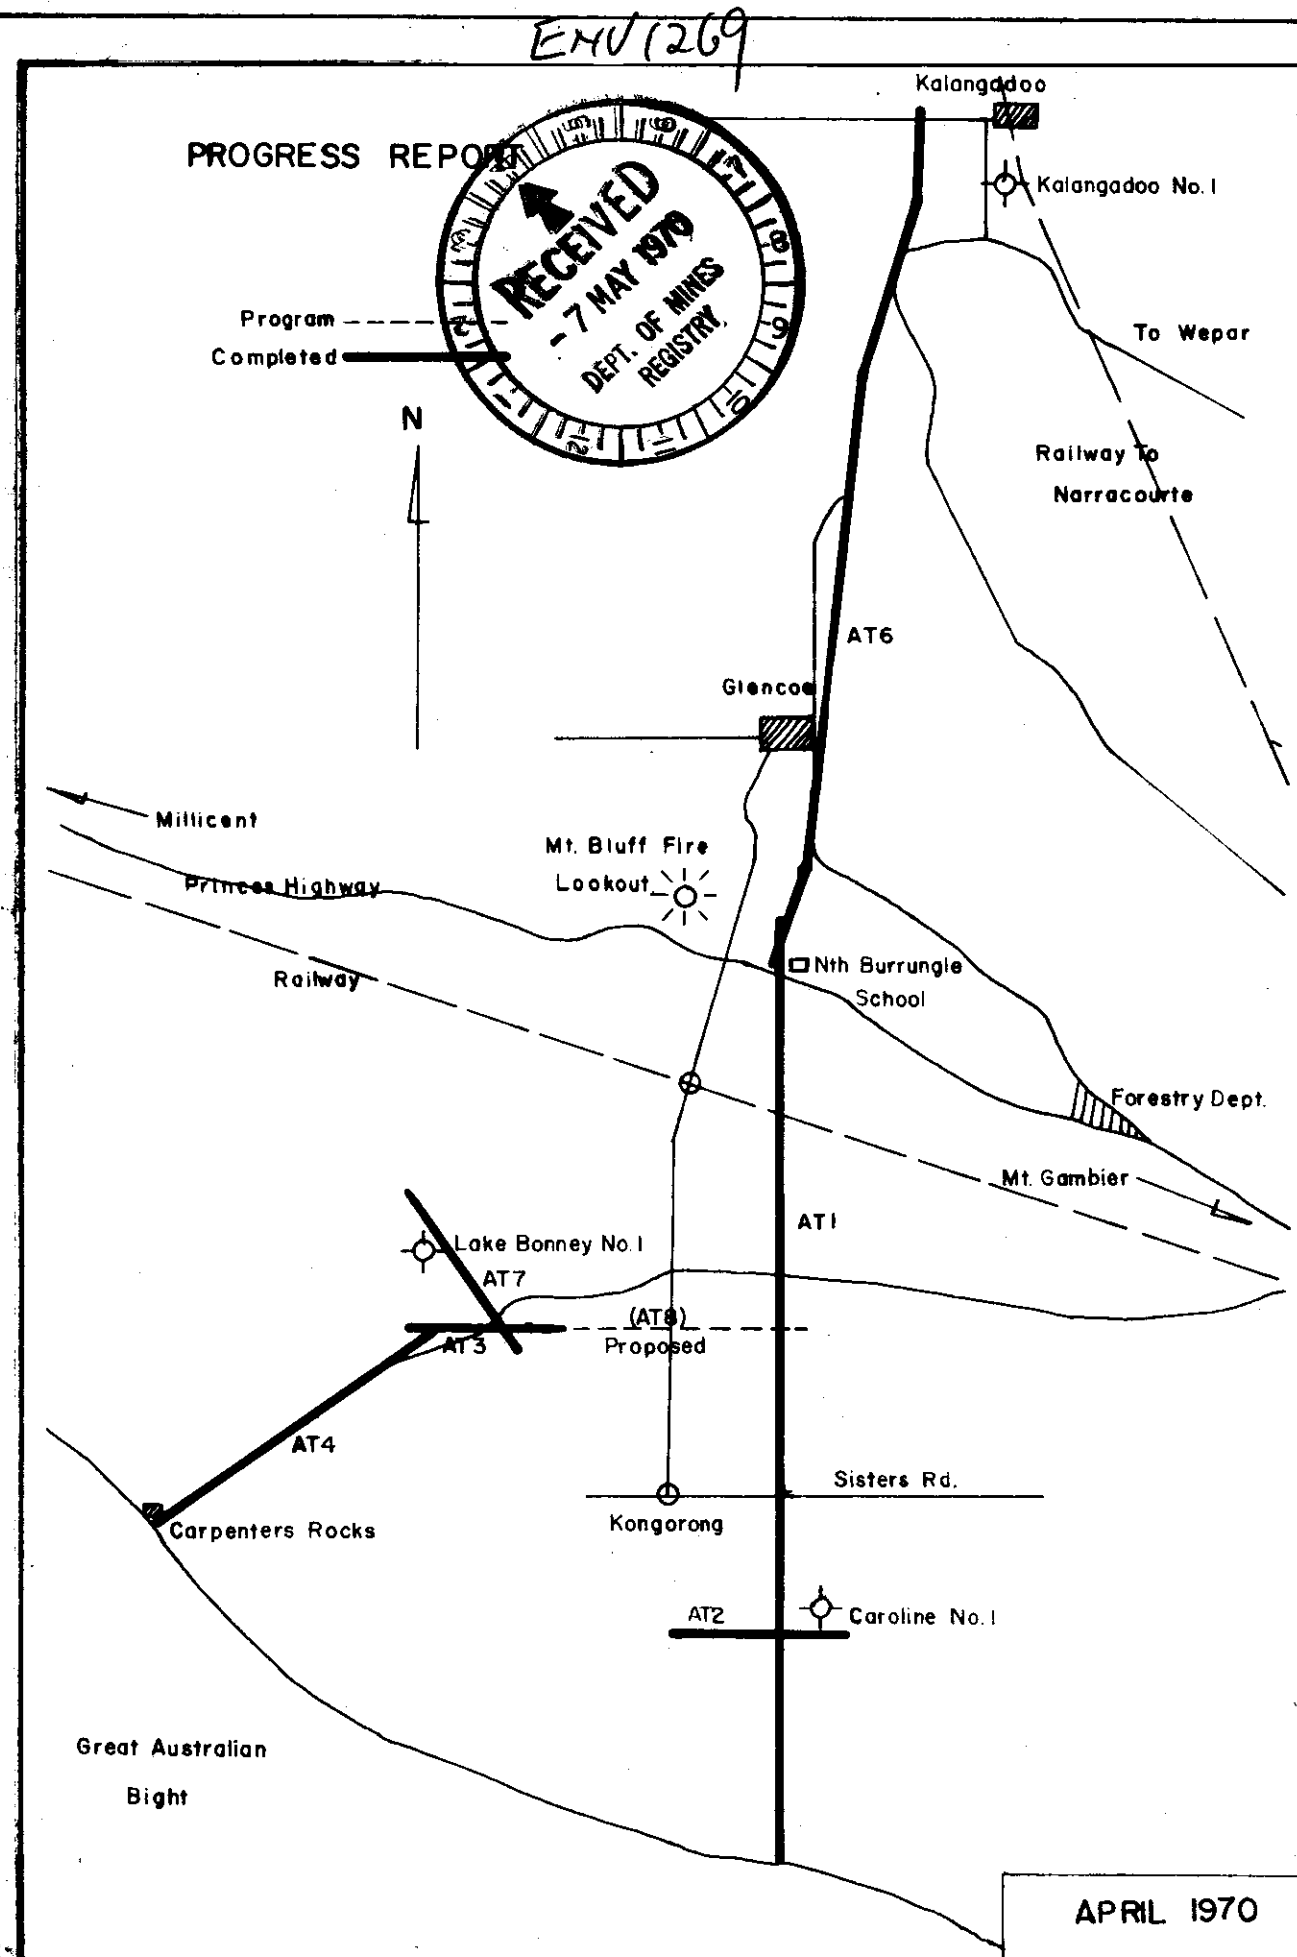 ENV 1269
Kalangadoo
PROGRESS REPORT
Kalangadoo No. 1
RECEIVED
- 7 MAY 1970
DEPT. OF MINES
REGISTRY
Program
Completed
To Wepar
N
Railway To
Narracourte
AT6
Glencoe
Millicent
Mt. Bluff Fire
Lookout
Princes Highway
Nth Burrungle
School
Railway
Forestry Dept.
Mt. Gambier
AT1
Lake Bonney No. 1
AT7
(AT8)
Proposed
AT3
AT4
Sisters Rd.
Carpenters Rocks
Kongorong
AT2
Caroline No. 1
Great Australian
Bight
APRIL 1970